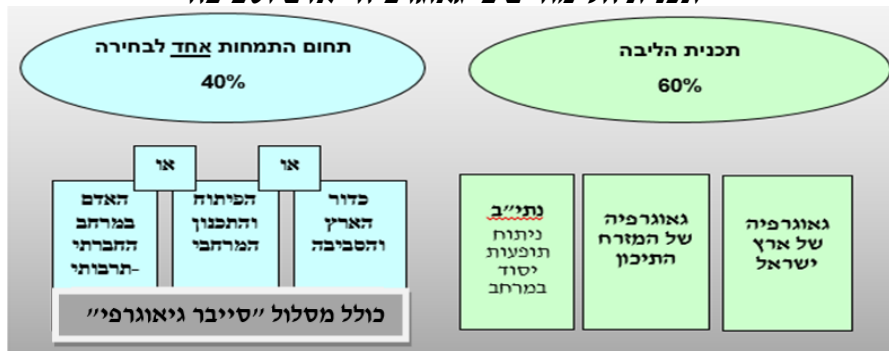 תכנית הליבה
60%
תחום התמחות אחד לבחירה
40%
גאוגרפיה
של ארץ
ישראל
גאוגרפיה
של המזרח
התיכון
נתי״ב
ניתוח
תופעות
יסוד
במרחב
או
או
כדור
הארץ
והסביבה
הפיתוח
והתכנון
המרחבי
האדם
במרחב
החברתי
-תרבותי
כולל מסלול ״סייבר גיאוגרפי״